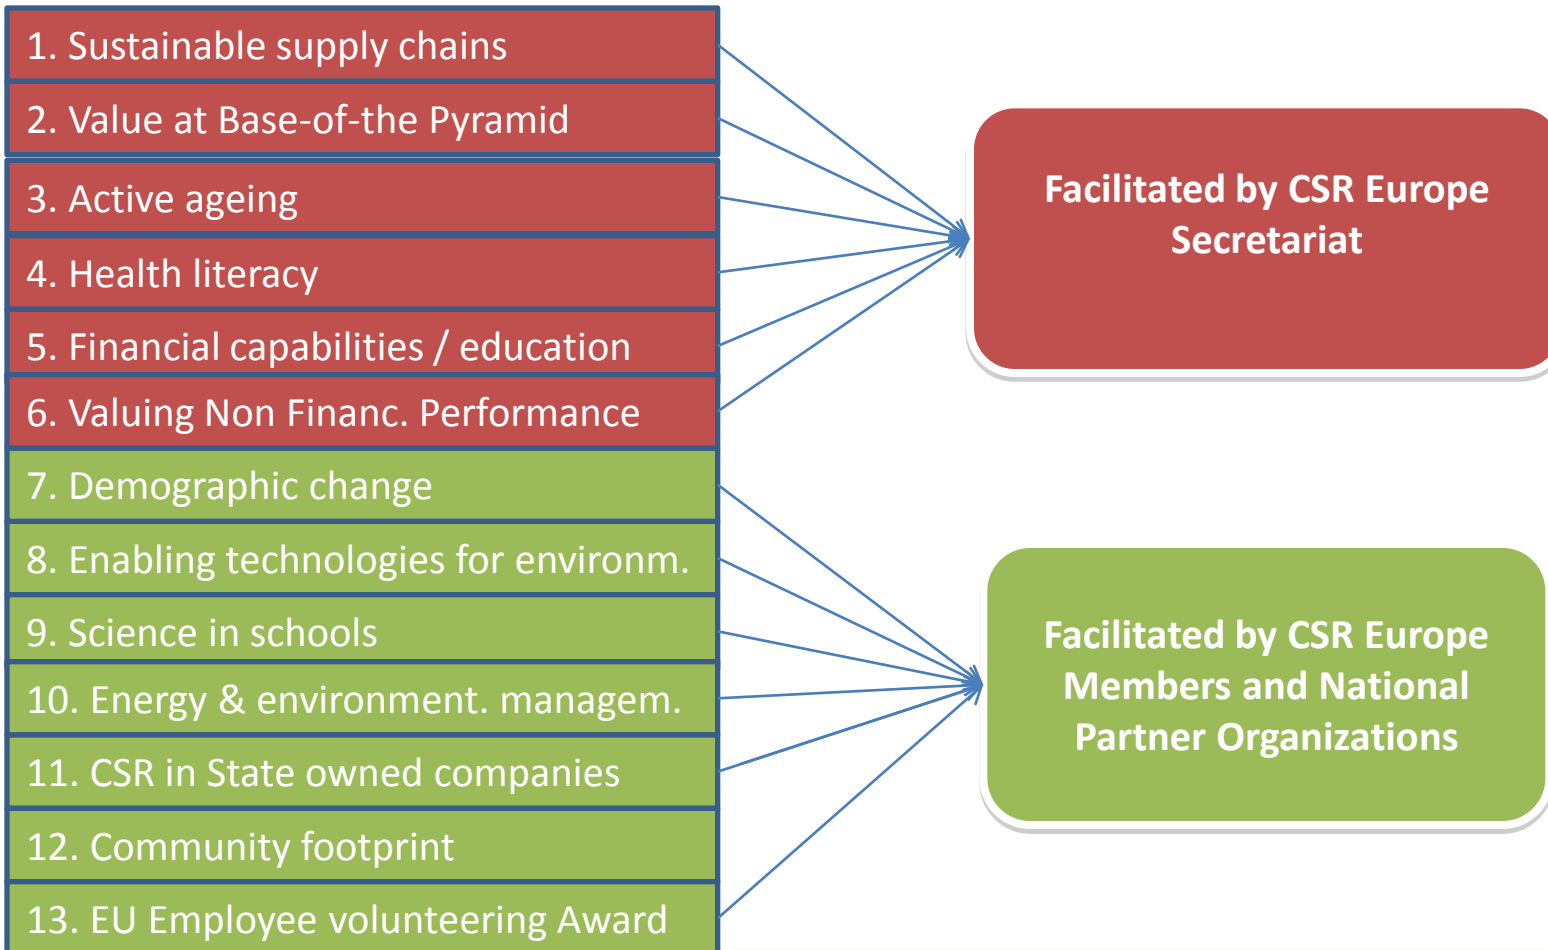 1. Sustainable supply chains
2. Value at Base-of-the Pyramid
3. Active ageing
4. Health literacy
5. Financial capabilities / education
6. Valuing Non Financ. Performance
7. Demographic change
8. Enabling technologies for environm.
9. Science in schools
10. Energy & environment. managem.
11. CSR in State owned companies
12. Community footprint
13. EU Employee volunteering Award
Facilitated by CSR Europe
Secretariat
Facilitated by CSR Europe
Members and National
Partner Organizations